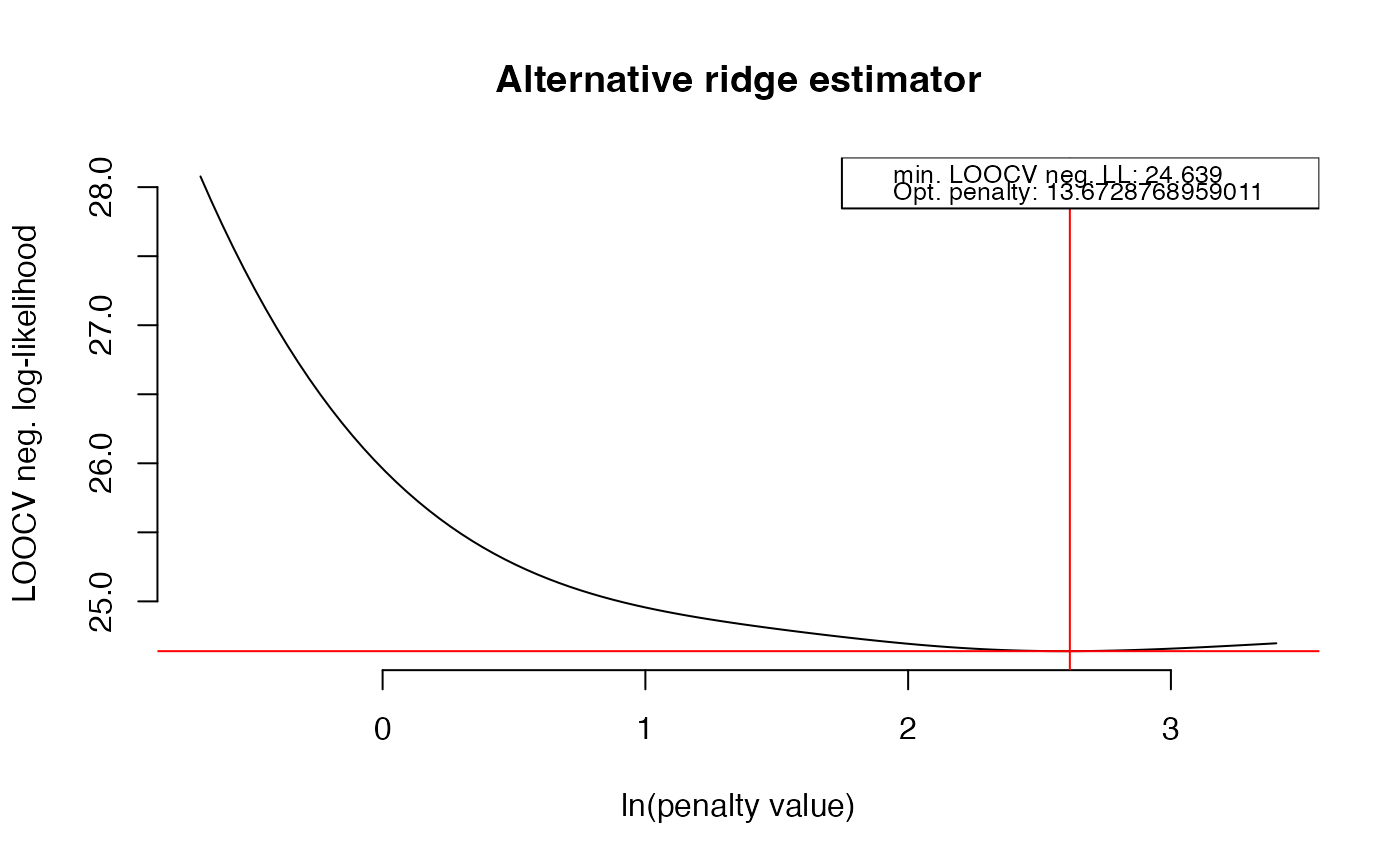 Alternative ridge estimator
min. LOOCV neg. LL: 24.639
Opt. penalty: 13.6728768959011
LOOCV neg. log-likelihood
28.0
27.0
26.0
25.0
0 1 2 3
ln(penalty value)